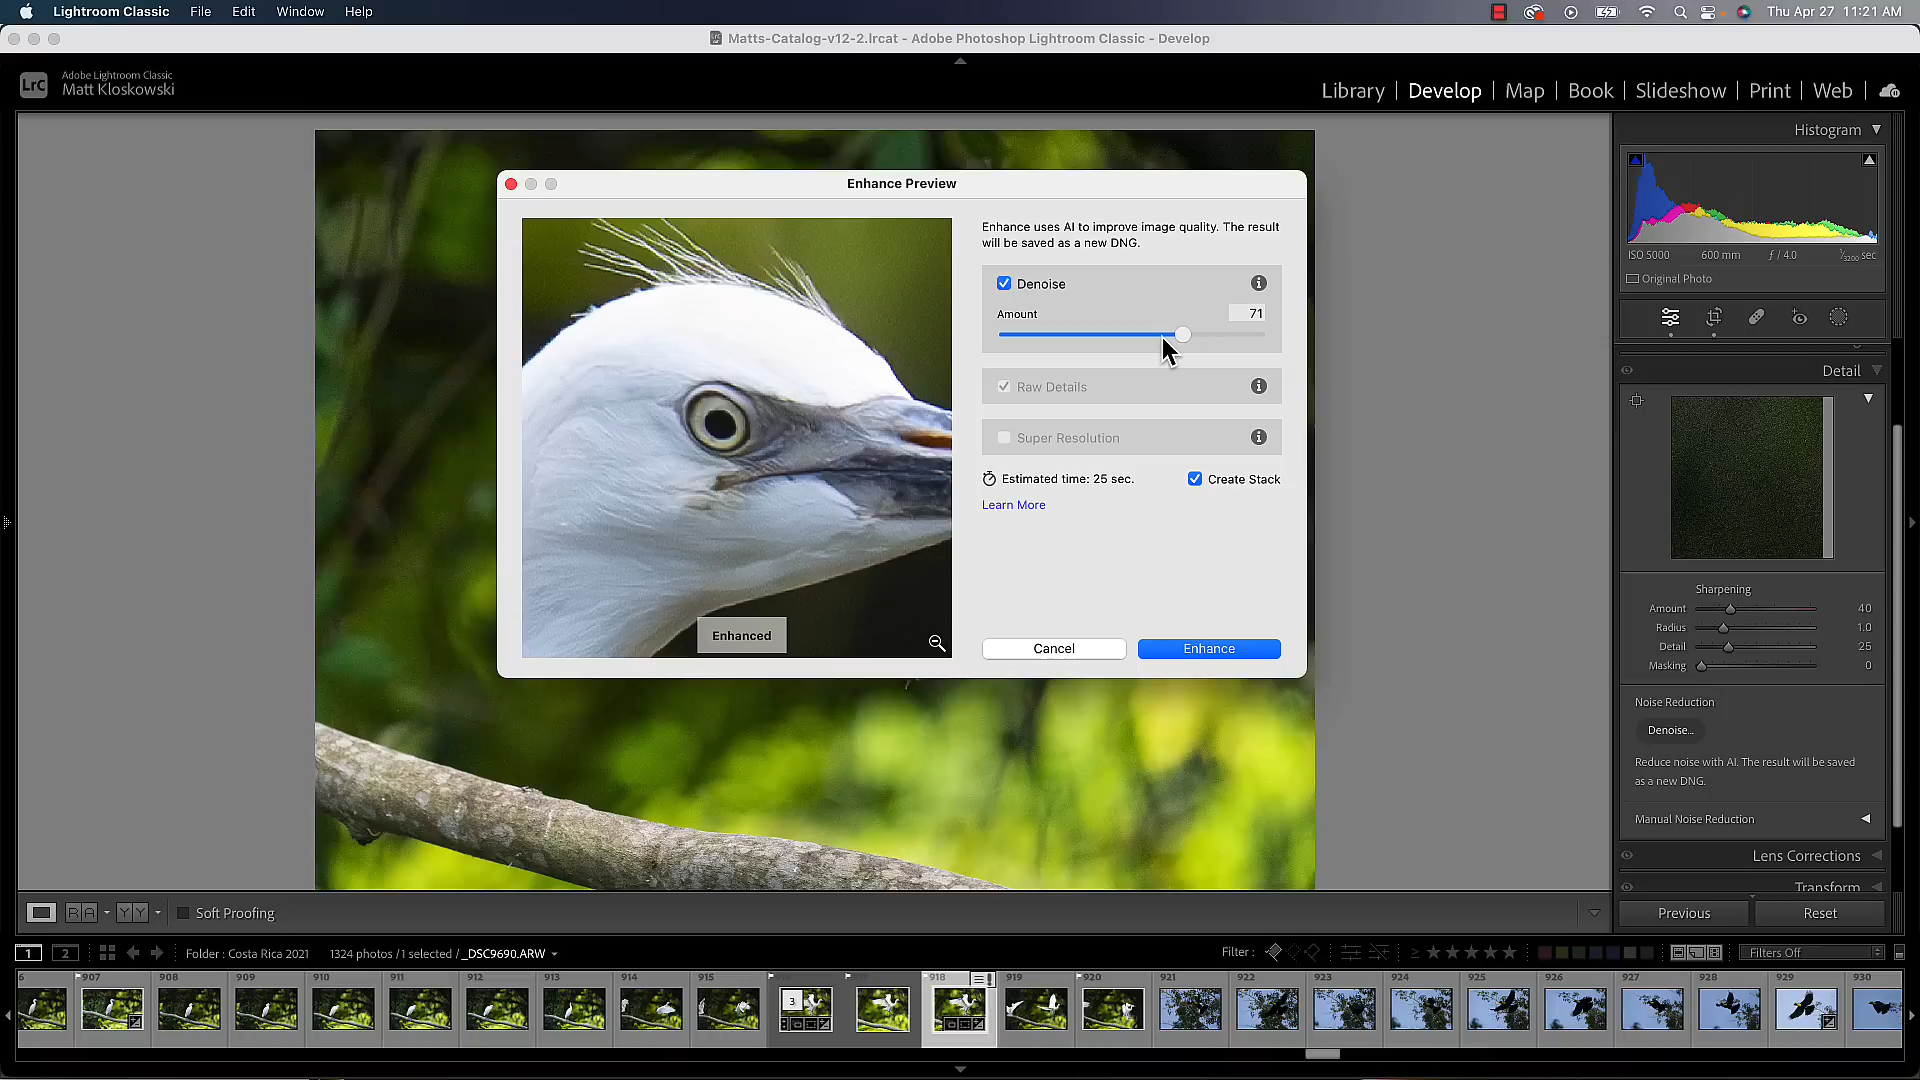 Lightroom Classic File Edit Window Help Thu Apr 27 11:21 AM
Matts-Catalog-v12-2.lrcat - Adobe Photoshop Lightroom Classic - Develop
LrC
Adobe Lightroom Classic
Matt Kloskowski
Library Develop Map Book Slideshow Print Web
Histogram
ISO 5000 600 mm ƒ / 4.0 1/3200 sec
Original Photo
Enhance Preview
Enhance uses AI to improve image quality. The result
will be saved as a new DNG.
Denoise
Amount 71
Raw Details
Super Resolution
Estimated time: 25 sec. Create Stack
Learn More
Enhanced
Cancel Enhance
Detail
Sharpening
Amount 40
Radius 1.0
Detail 25
Masking 0
Noise Reduction
Denoise...
Reduce noise with AI. The result will be saved
as a new DNG.
Manual Noise Reduction
Lens Corrections
Transform
R A Y Y Soft Proofing
Previous Reset
1 2 Folder : Costa Rica 2021 1324 photos / 1 selected / _DSC9690.ARW Filter : ≥ Filters Off
6 907 908 909 910 911 912 913 914 915 918 919 920 921 922 923 924 925 926 927 928 929 930
3